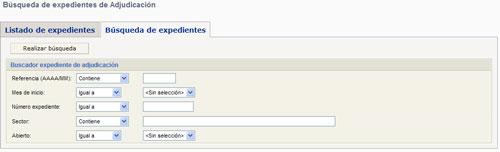 Búsqueda de expedientes de Adjudicación
Listado de expedientes Búsqueda de expedientes
Realizar búsqueda
Buscador expediente de adjudicación
Referencia (AAAA/MM): Contiene
Mes de inicio: Igual a <Sin selección>
Número expediente: Igual a
Sector: Contiene
Abierto: Igual a <Sin selección>